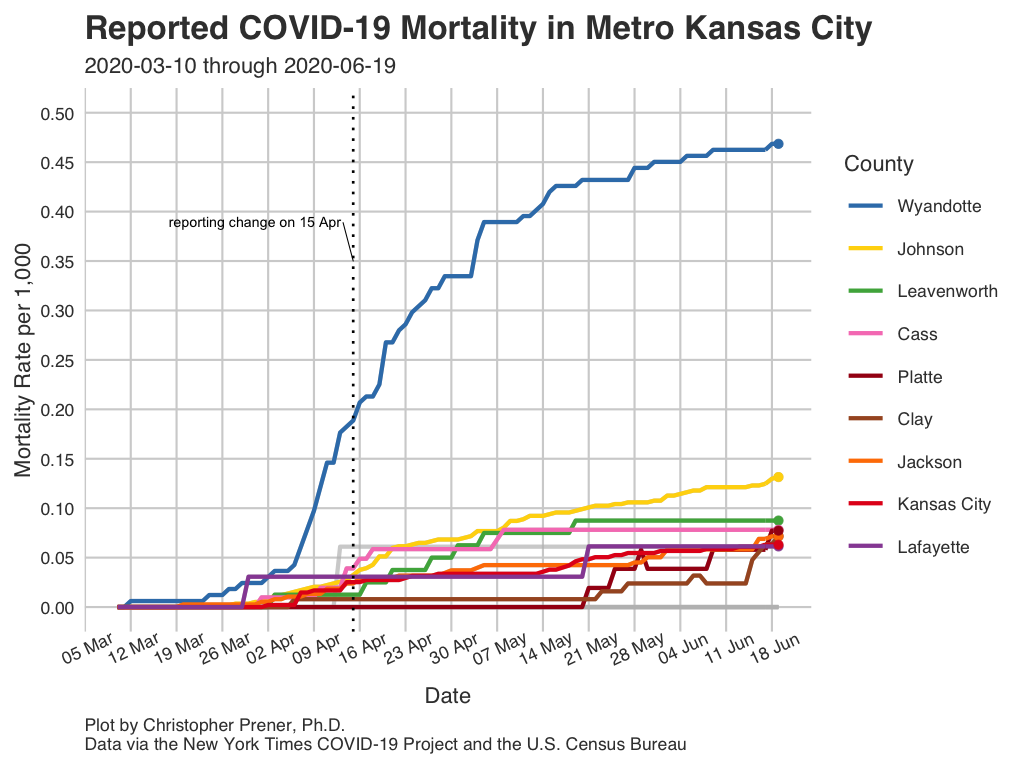 Reported COVID-19 Mortality in Metro Kansas City
2020-03-10 through 2020-06-19
Mortality Rate per 1,000
0.50
0.45
0.40
0.35
0.30
0.25
0.20
0.15
0.10
0.05
0.00
reporting change on 15 Apr
05 Mar
12 Mar
19 Mar
26 Mar
02 Apr
09 Apr
16 Apr
23 Apr
30 Apr
07 May
14 May
21 May
28 May
04 Jun
11 Jun
18 Jun
Date
County
Wyandotte
Johnson
Leavenworth
Cass
Platte
Clay
Jackson
Kansas City
Lafayette
Plot by Christopher Prener, Ph.D.
Data via the New York Times COVID-19 Project and the U.S. Census Bureau